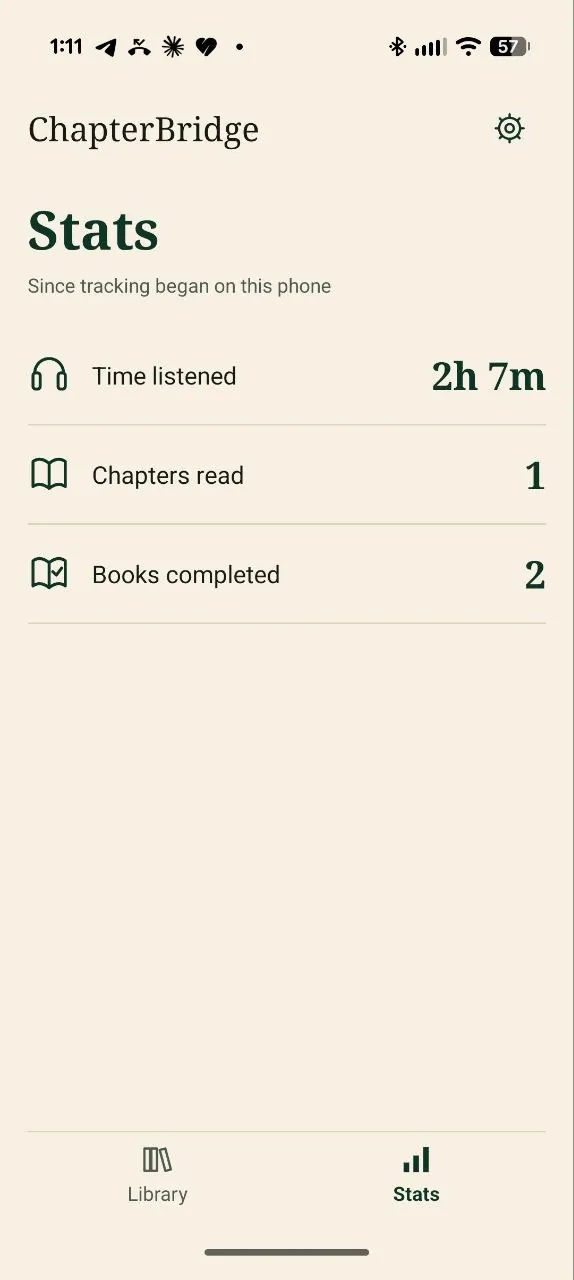 1:11
57
ChapterBridge
Stats
Since tracking began on this phone
Time listened 2h 7m
Chapters read 1
Books completed 2
Library Stats